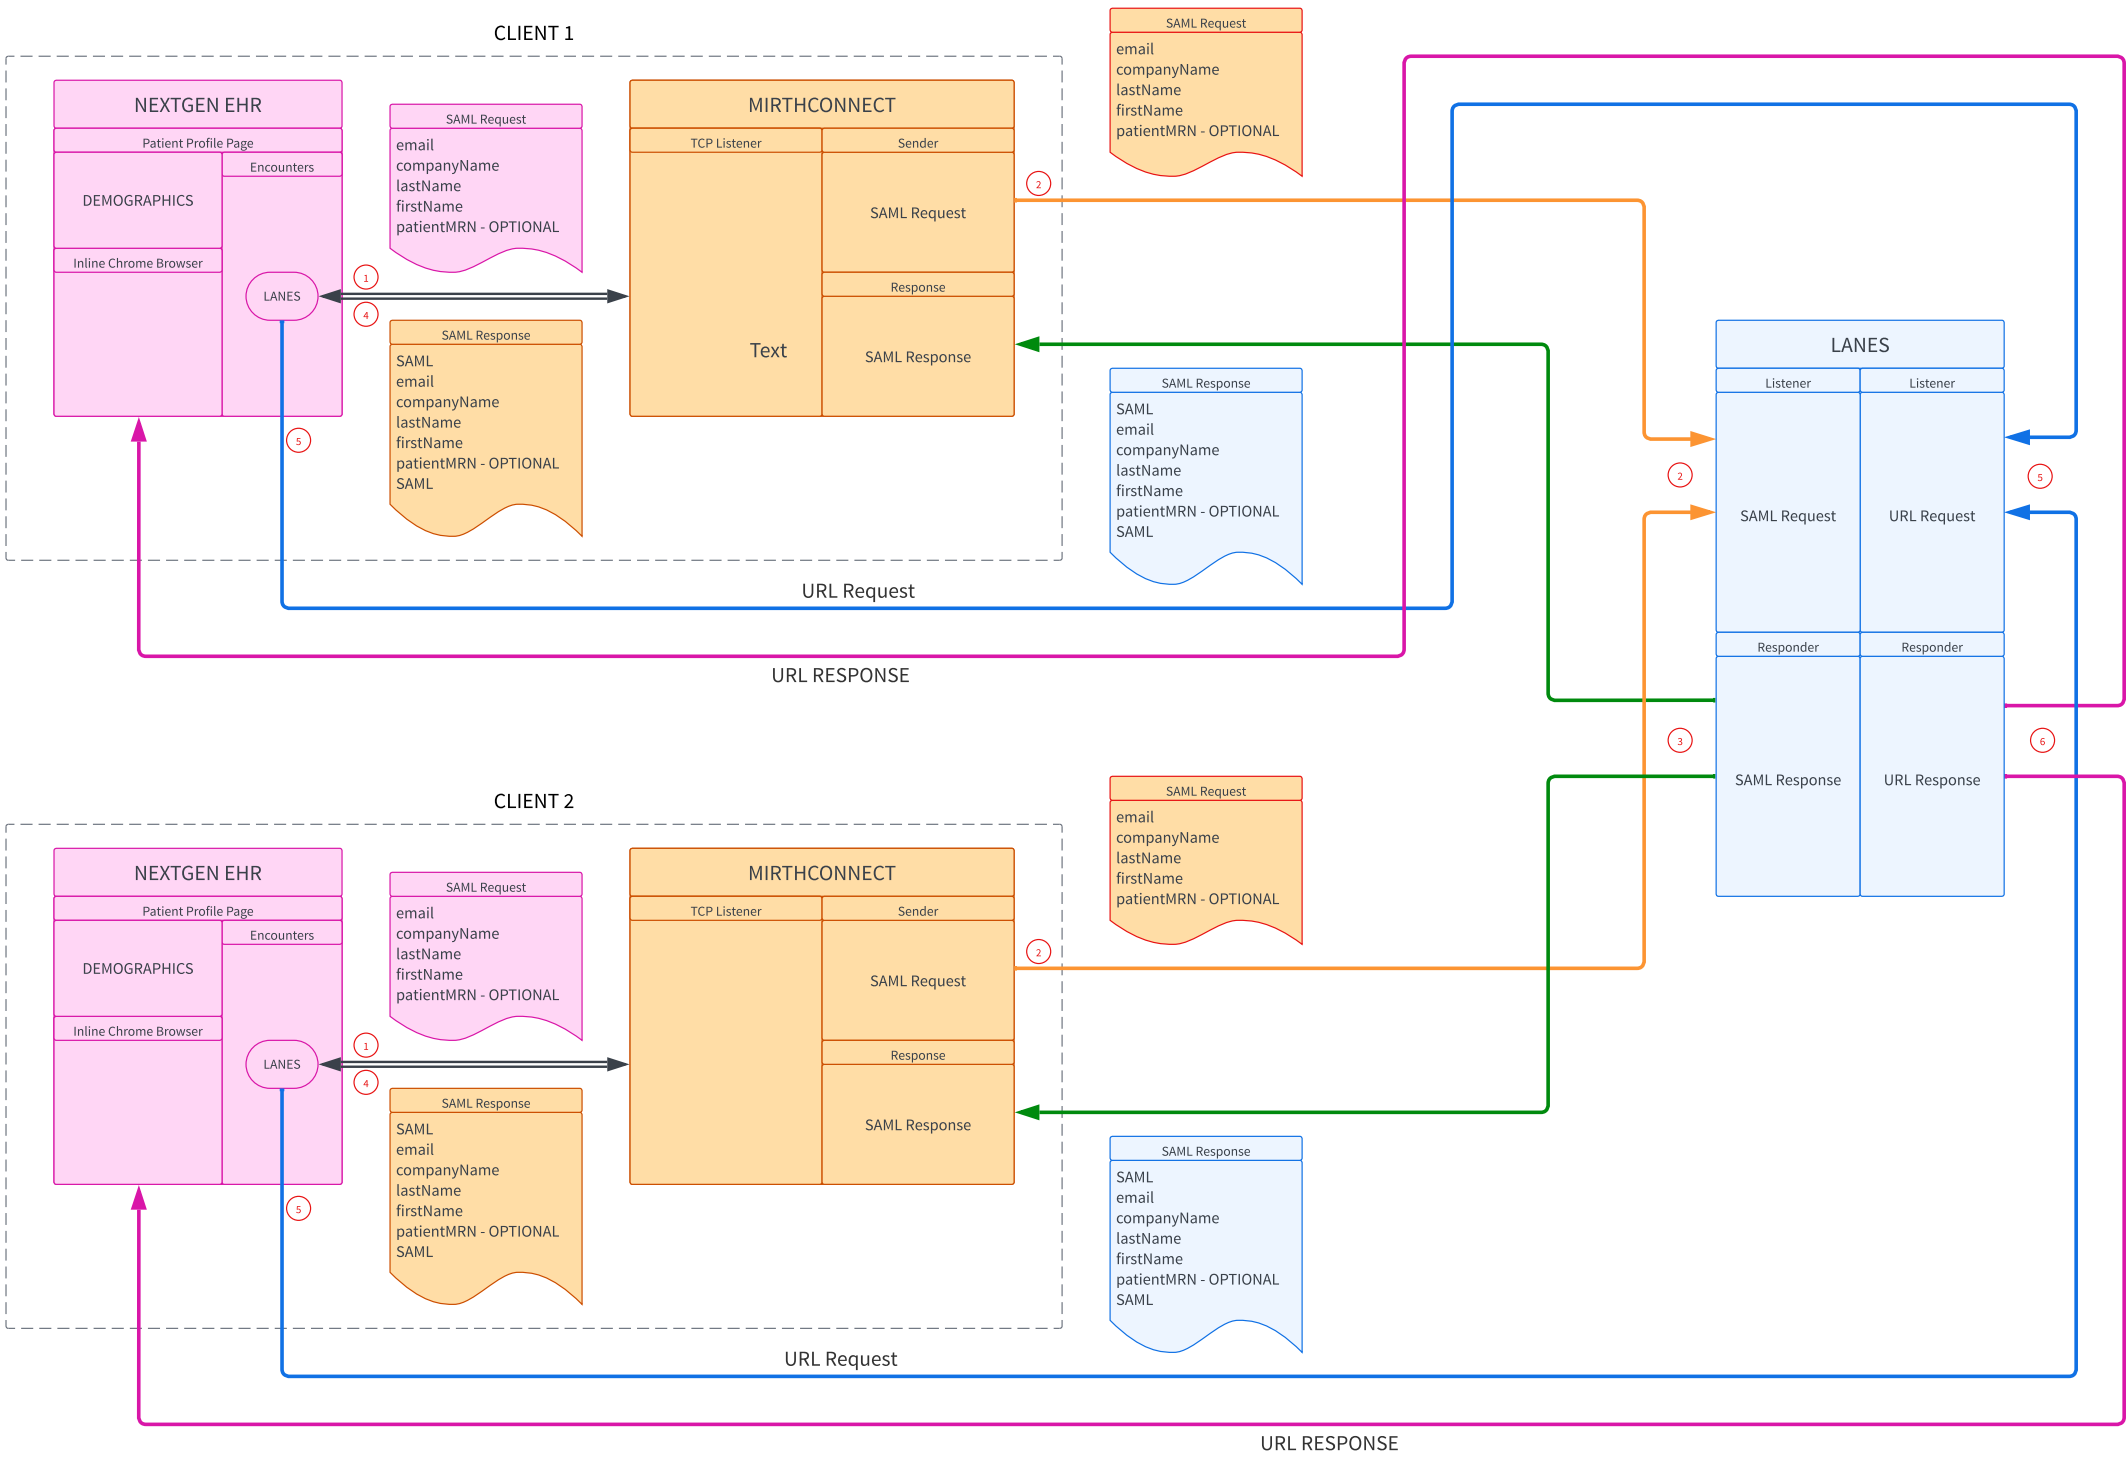 CLIENT 1
NEXTGEN EHR
Patient Profile Page
DEMOGRAPHICS
Encounters
Inline Chrome Browser
LANES
SAML Request
email
companyName
lastName
firstName
patientMRN - OPTIONAL
1
4
SAML Response
SAML
email
companyName
lastName
firstName
patientMRN - OPTIONAL
SAML
5
MIRTHCONNECT
TCP Listener
Text
Sender
SAML Request
Response
SAML Response
2
SAML Request
email
companyName
lastName
firstName
patientMRN - OPTIONAL
SAML Response
SAML
email
companyName
lastName
firstName
patientMRN - OPTIONAL
SAML
URL Request
URL RESPONSE
LANES
Listener
Listener
2
SAML Request
URL Request
5
Responder
Responder
3
SAML Response
URL Response
6
CLIENT 2
NEXTGEN EHR
Patient Profile Page
DEMOGRAPHICS
Encounters
Inline Chrome Browser
LANES
SAML Request
email
companyName
lastName
firstName
patientMRN - OPTIONAL
1
4
SAML Response
SAML
email
companyName
lastName
firstName
patientMRN - OPTIONAL
SAML
5
MIRTHCONNECT
TCP Listener
Sender
SAML Request
Response
SAML Response
2
SAML Request
email
companyName
lastName
firstName
patientMRN - OPTIONAL
SAML Response
SAML
email
companyName
lastName
firstName
patientMRN - OPTIONAL
SAML
URL Request
URL RESPONSE